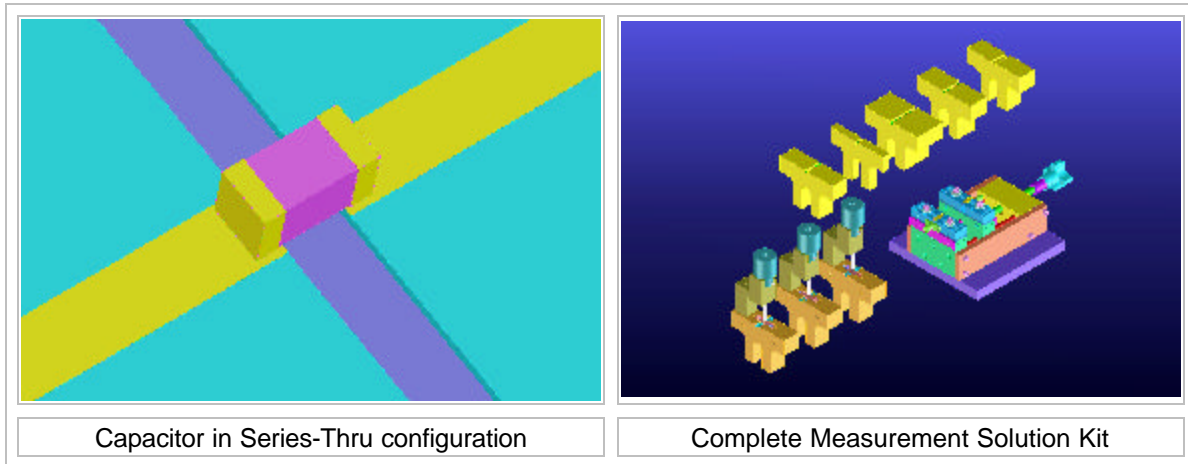 Capacitor in Series-Thru configuration
Complete Measurement Solution Kit